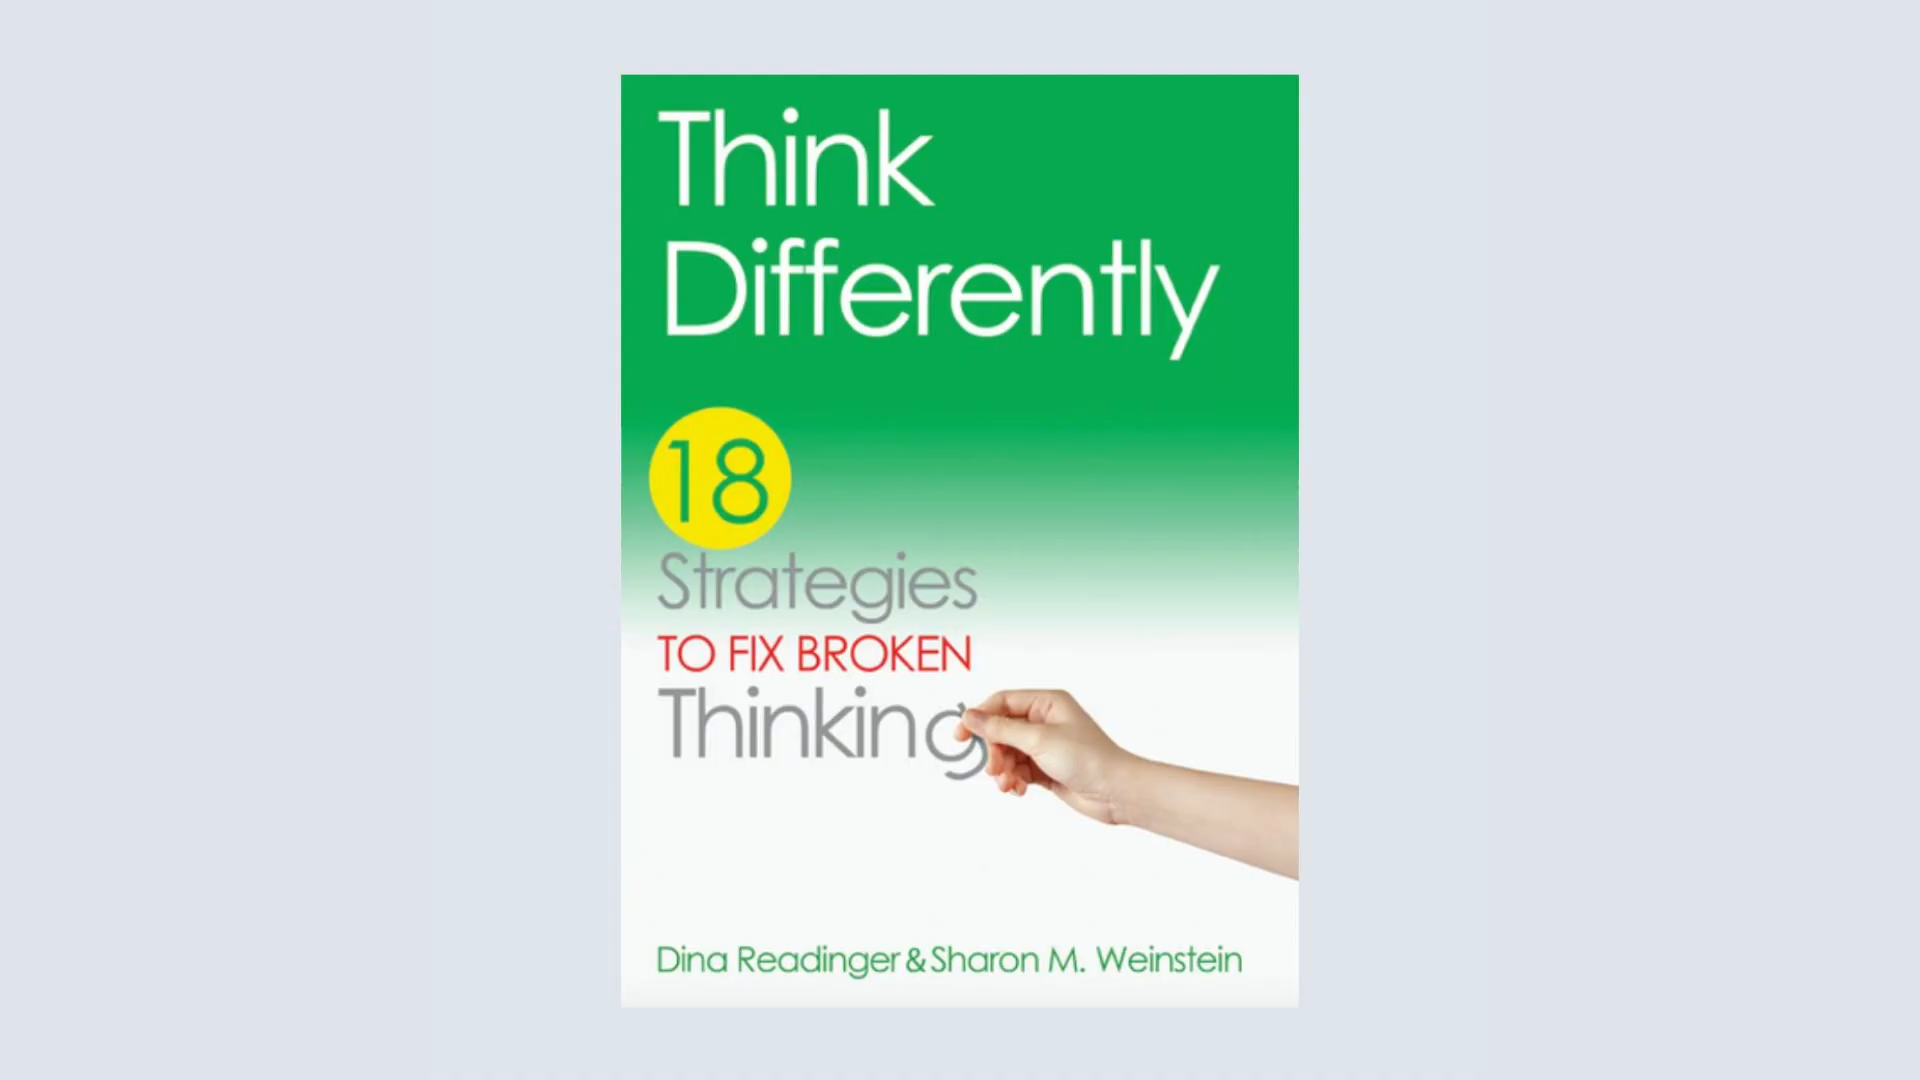 Think
Differently
18
Strategies
TO FIX BROKEN
Thinking
Dina Readinger & Sharon M. Weinstein